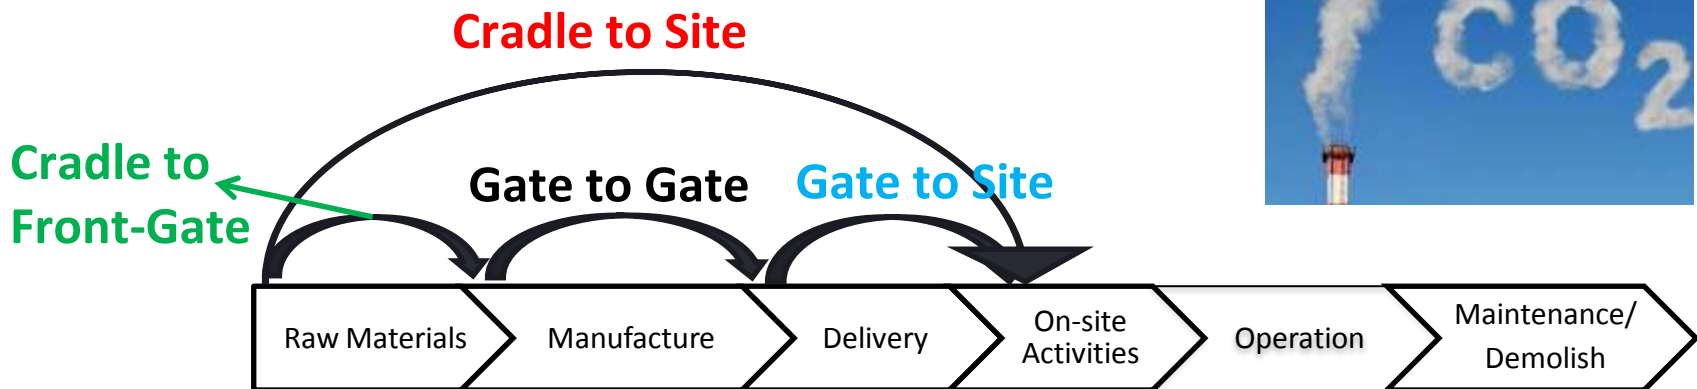 Cradle to Site
CO2
Cradle to
Front-Gate
Gate to Gate
Gate to Site
Raw Materials
Manufacture
Delivery
On-site
Activities
Operation
Maintenance/
Demolish